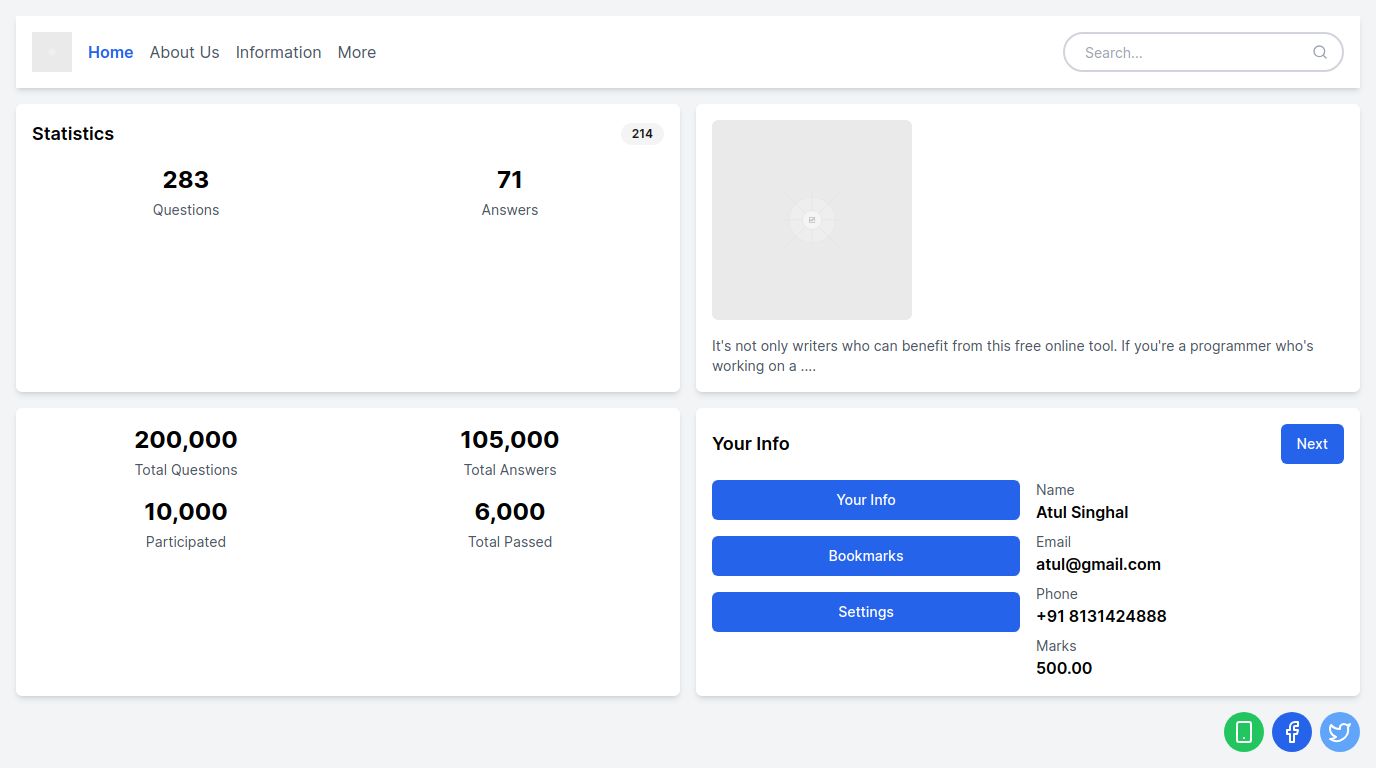 Home About Us Information More Search...
Statistics 214
283 71
Questions Answers
It's not only writers who can benefit from this free online tool. If you're a programmer who's
working on a ....
200,000 105,000
Total Questions Total Answers
10,000 6,000
Participated Total Passed
Your Info Next
Your Info
Bookmarks
Settings
Name
Atul Singhal
Email
atul@gmail.com
Phone
+91 8131424888
Marks
500.00